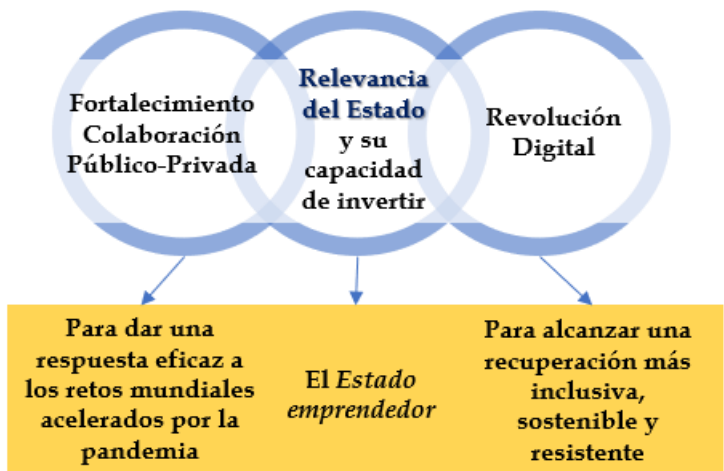 Fortalecimiento
Colaboración
Público-Privada
Relevancia
del Estado
y su
capacidad
de invertir
Revolución
Digital
Para dar una
respuesta eficaz a
los retos mundiales
acelerados por la
pandemia
El Estado
emprendedor
Para alcanzar una
recuperación más
inclusiva,
sostenible y
resistente